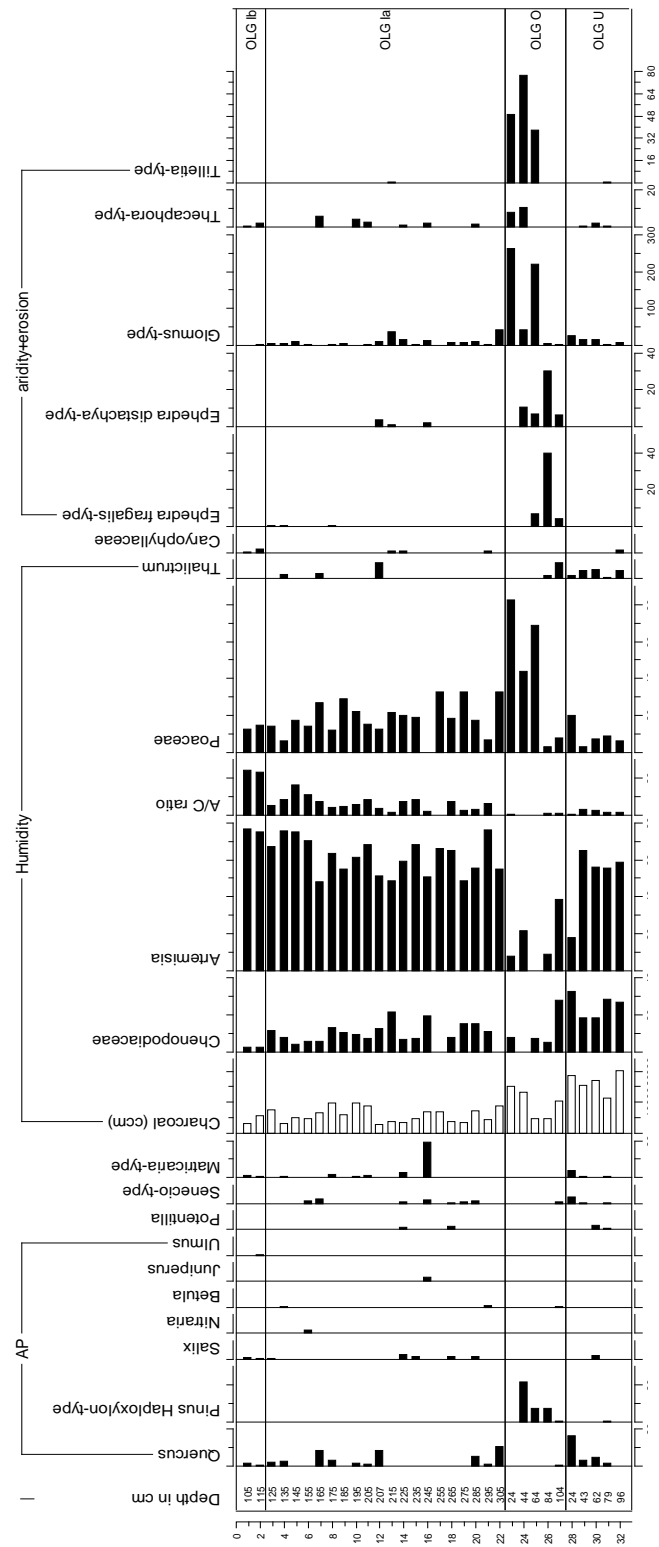 OLG Ib
OLG Ia
OLG O
OLG U
AP
Humidity
aridity+erosion
Depth in cm
Quercus
Pinus Haploxylon-type
Salix
Nitraria
Betula
Juniperus
Ulmus
Potentilla
Senecio-type
Matricaria-type
Charcoal (ccm)
Chenopodiaceae
Artemisia
A/C ratio
Poaceae
Thalictrum
Caryophyllaceae
Ephedra fragalis-type
Ephedra distachya-type
Glomus-type
Thecaphora-type
Tilletia-type
0
2
4
6
8
10
12
14
16
18
20
22
24
26
28
30
32
105
115
125
135
145
155
165
175
185
195
205
207
215
225
235
245
255
265
275
285
295
305
24
44
64
84
104
24
43
62
79
96
20 40
20 40
100 200 300
20
16 32 48 64 80